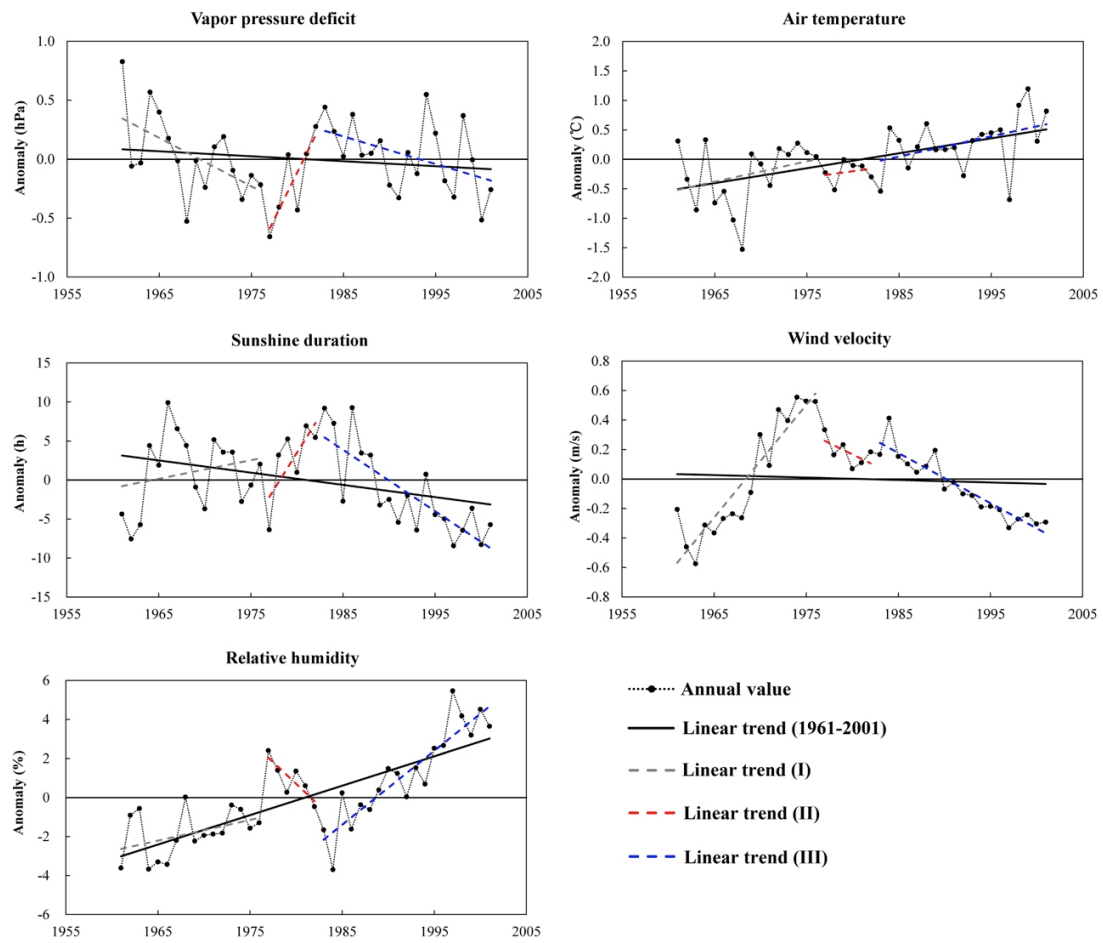 Vapor pressure deficit
Anomaly (hPa)
1.0
0.5
0.0
-0.5
-1.0
1955 1965 1975 1985 1995 2005
Air temperature
Anomaly (℃)
2.0
1.5
1.0
0.5
0.0
-0.5
-1.0
-1.5
-2.0
1955 1965 1975 1985 1995 2005
Sunshine duration
Anomaly (h)
15
10
5
0
-5
-10
-15
1955 1965 1975 1985 1995 2005
Wind velocity
Anomaly (m/s)
0.8
0.6
0.4
0.2
0.0
-0.2
-0.4
-0.6
-0.8
1955 1965 1975 1985 1995 2005
Relative humidity
Anomaly (%)
6
4
2
0
-2
-4
-6
1955 1965 1975 1985 1995 2005
Annual value
Linear trend (1961-2001)
Linear trend (I)
Linear trend (II)
Linear trend (III)